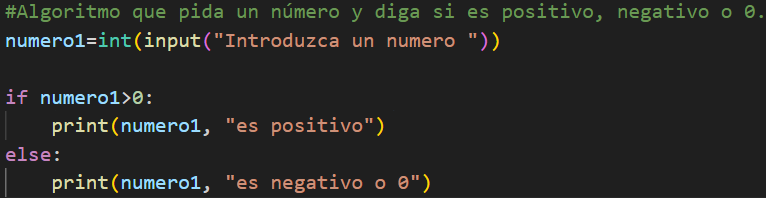 #Algoritmo que pida un número y diga si es positivo, negativo o 0.
numero1=int(input("Introduzca un numero "))
if numero1>0:
    print(numero1, "es positivo")
else:
    print(numero1, "es negativo o 0")